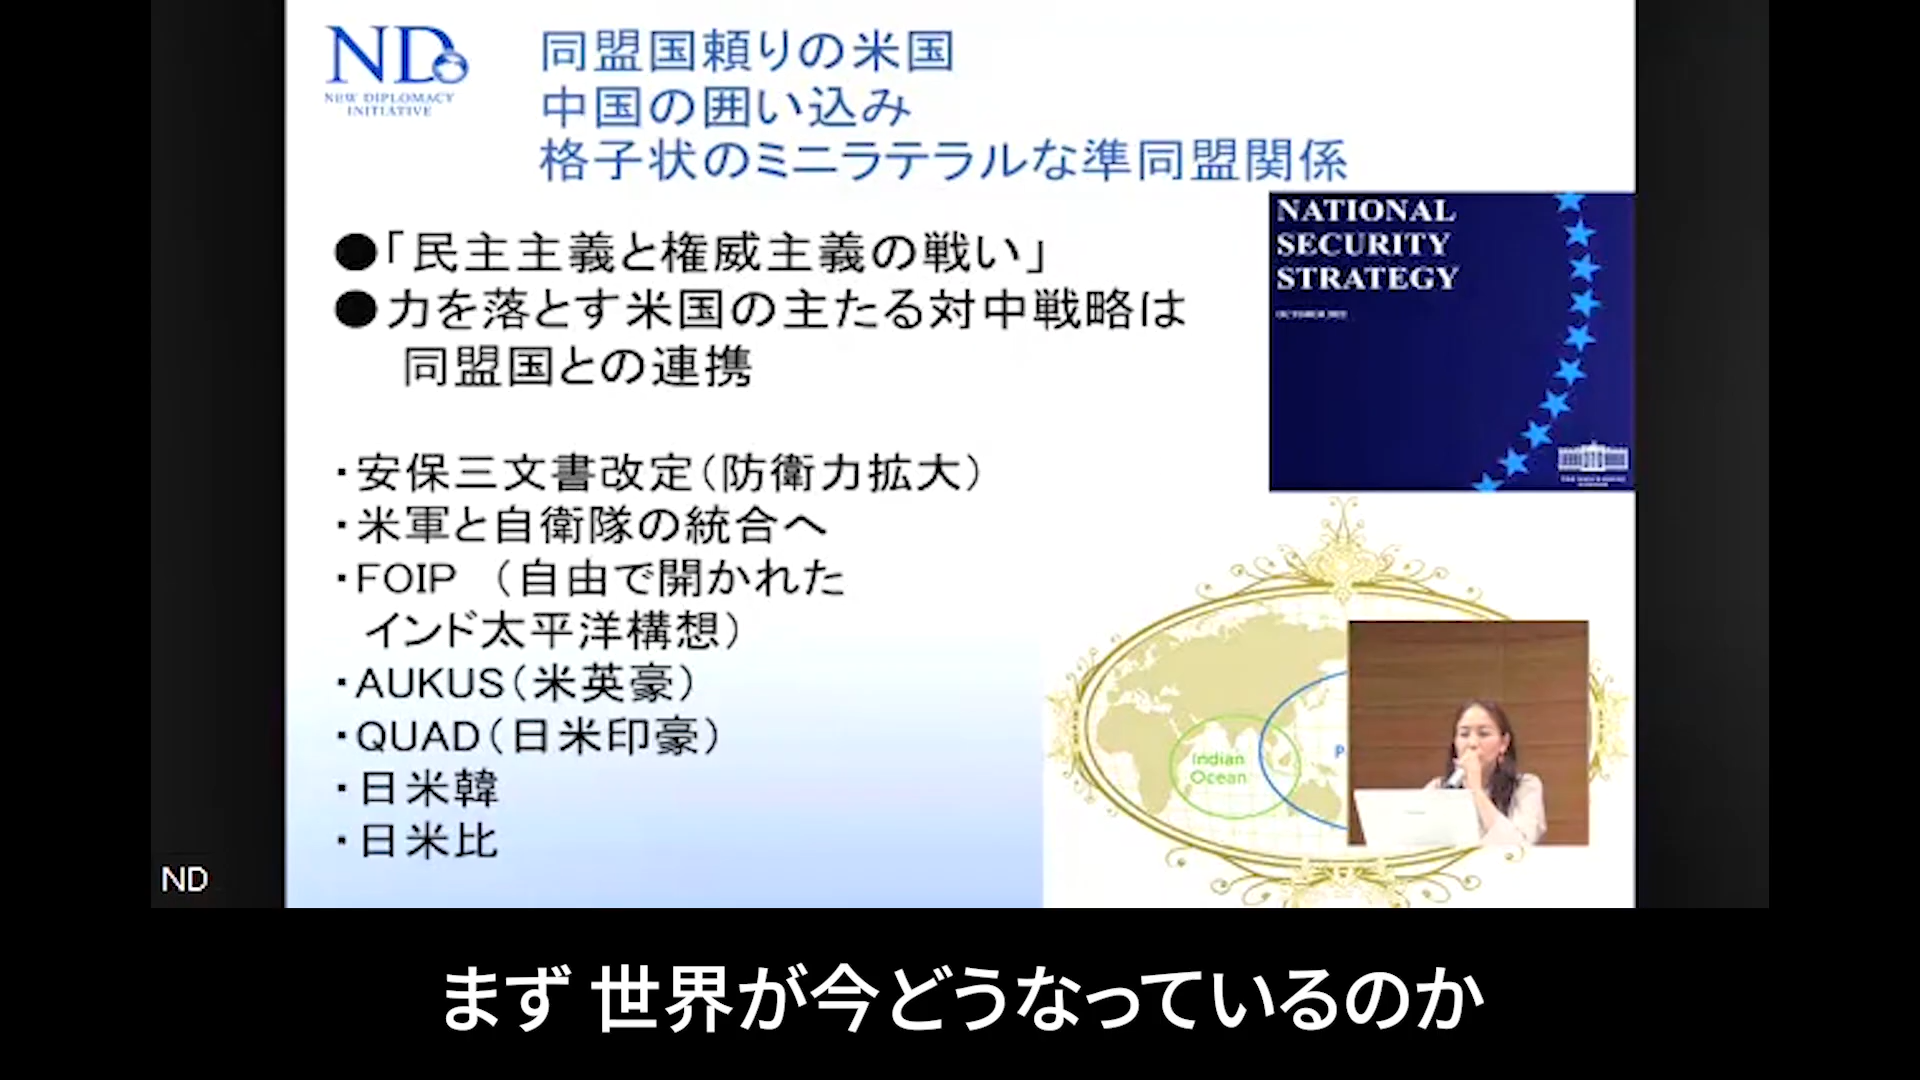 ND
NEW DIPLOMACY
INITIATIVE
同盟国頼りの米国
中国の囲い込み
格子状のミニラテラルな準同盟関係
NATIONAL
SECURITY
STRATEGY
●「民主主義と権威主義の戦い」
●力を落とす米国の主たる対中戦略は
同盟国との連携
・安保三文書改定（防衛力拡大）
・米軍と自衛隊の統合へ
・FOIP （自由で開かれた
インド太平洋構想）
・AUKUS（米英豪）
・QUAD（日米印豪）
・日米韓
・日米比
Indian
Ocean
P
ND
まず 世界が今どうなっているのか